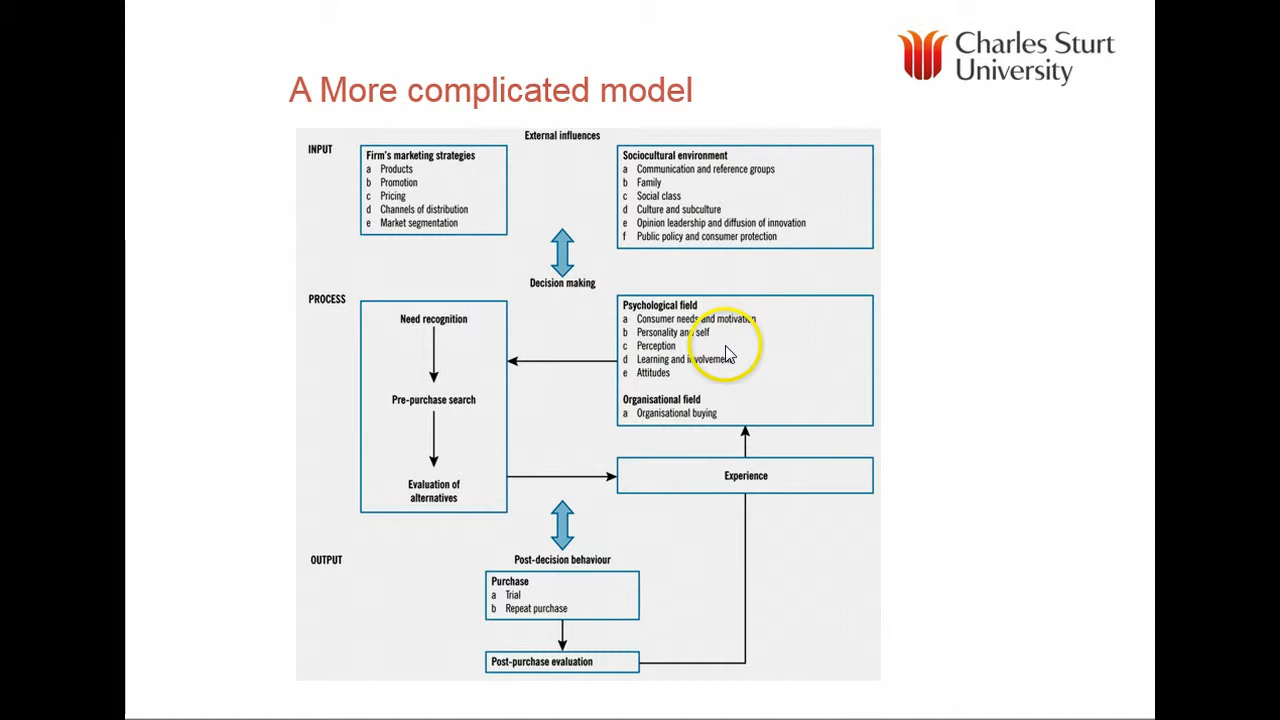 Charles Sturt
University
A More complicated model
External influences
INPUT
Firm's marketing strategies
a Products
b Promotion
c Pricing
d Channels of distribution
e Market segmentation
Sociocultural environment
a Communication and reference groups
b Family
c Social class
d Culture and subculture
e Opinion leadership and diffusion of innovation
f Public policy and consumer protection
Decision making
PROCESS
Need recognition
Pre-purchase search
Evaluation of
alternatives
Psychological field
a Consumer needs and motivation
b Personality and self
c Perception
d Learning and involvement
e Attitudes
Organisational field
a Organisational buying
Experience
OUTPUT
Post-decision behaviour
Purchase
a Trial
b Repeat purchase
Post-purchase evaluation